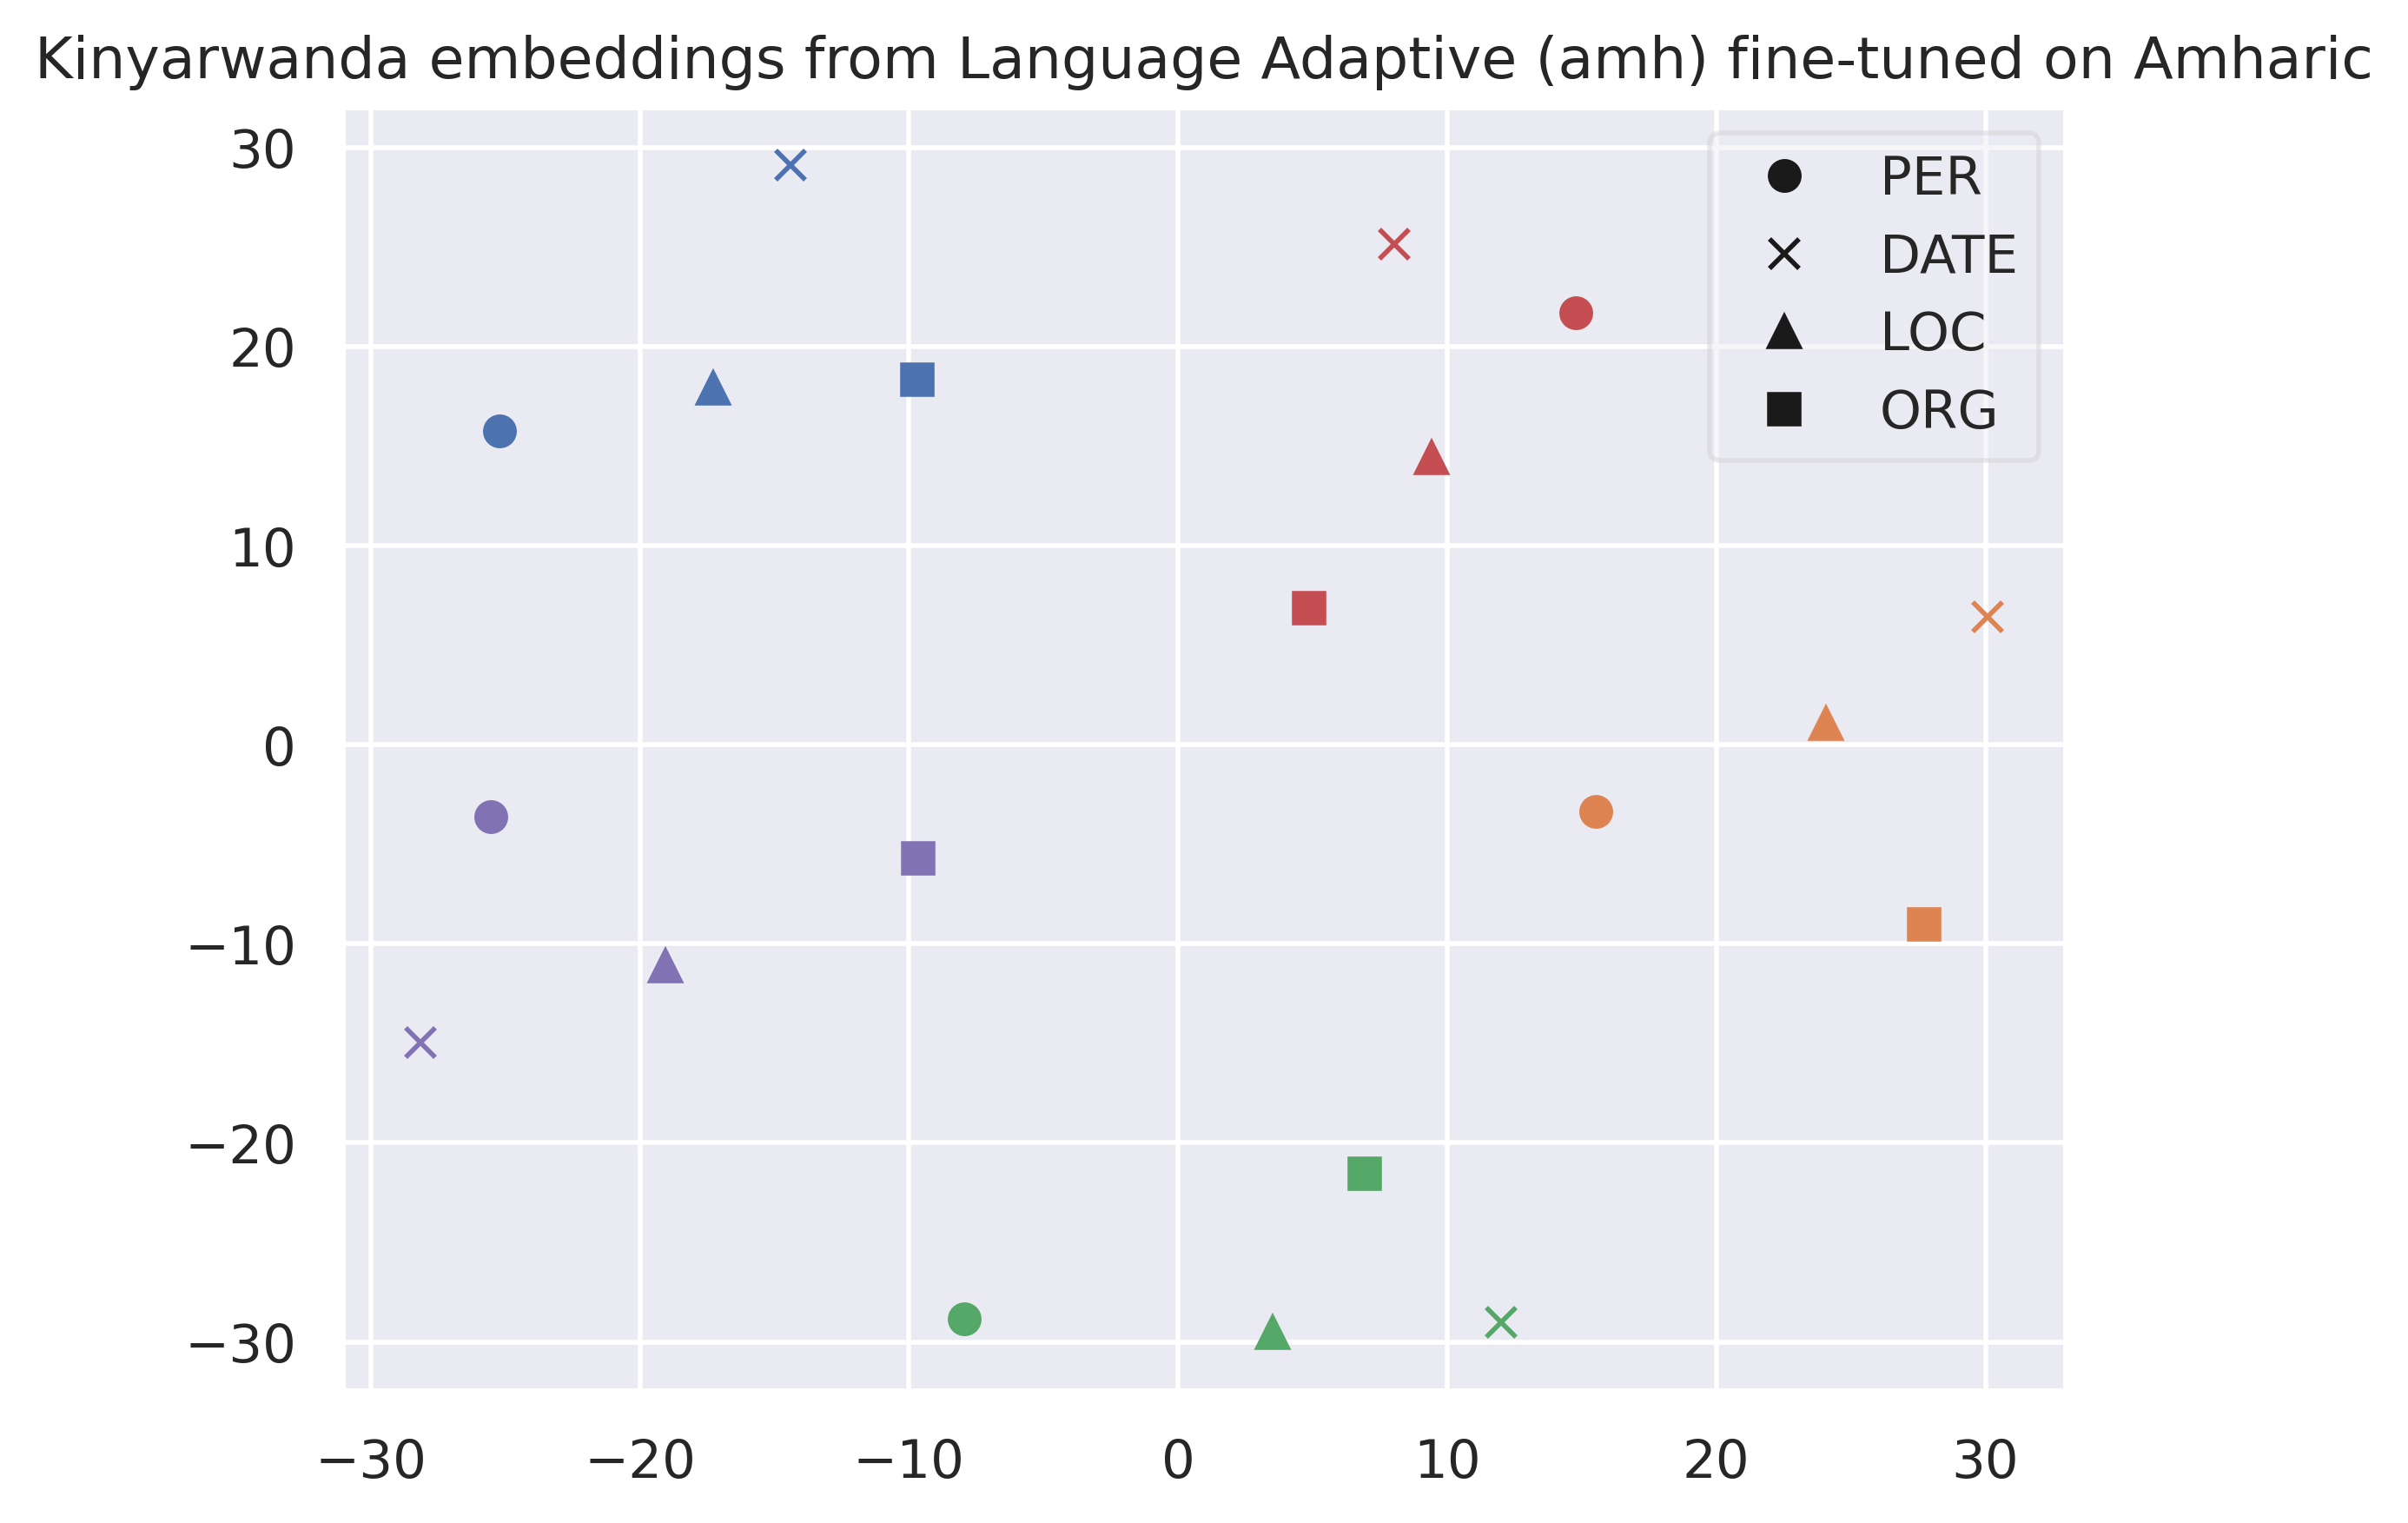 Kinyarwanda embeddings from Language Adaptive (amh) fine-tuned on Amharic
30
20
10
0
−10
−20
−30
PER
DATE
LOC
ORG
−30 −20 −10 0 10 20 30